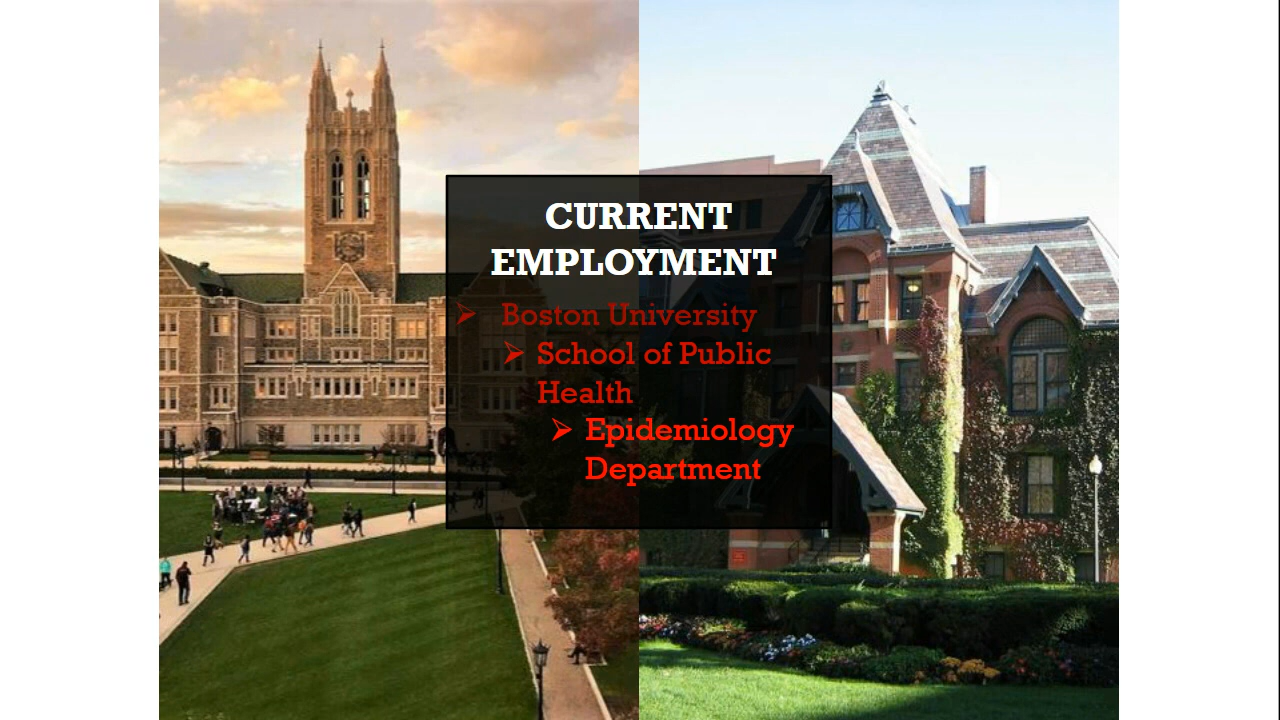 CURRENT
EMPLOYMENT
➢ Boston University
➢ School of Public
Health
➢ Epidemiology
Department